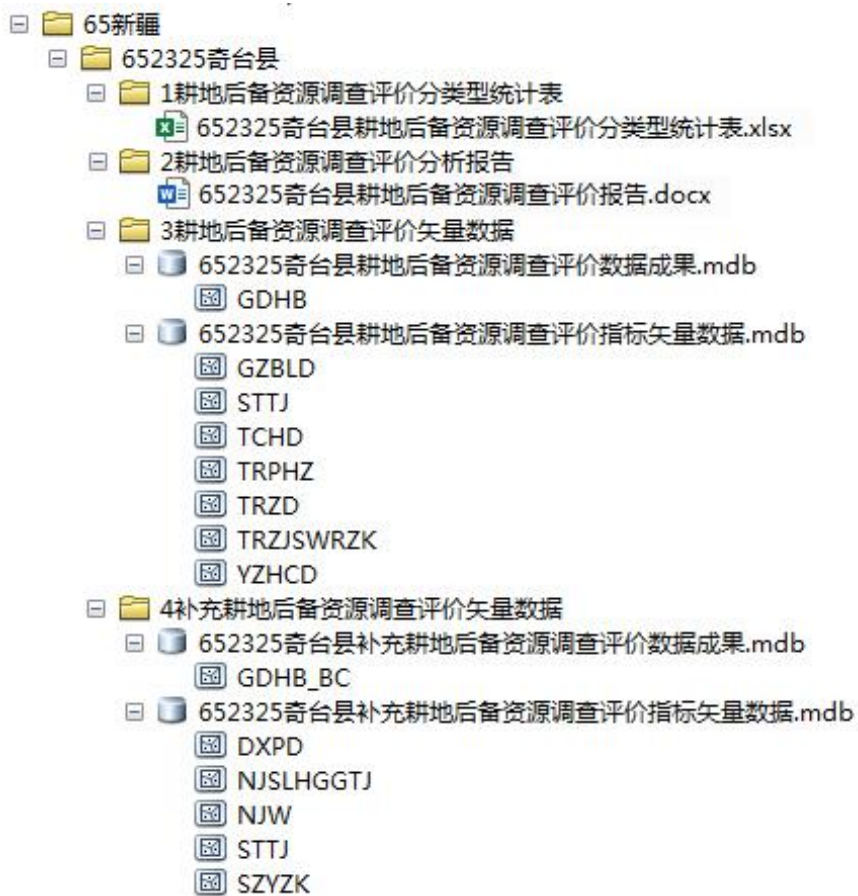 65新疆
652325奇台县
1耕地后备资源调查评价分类型统计表
652325奇台县耕地后备资源调查评价分类型统计表.xlsx
2耕地后备资源调查评价分析报告
652325奇台县耕地后备资源调查评价报告.docx
3耕地后备资源调查评价矢量数据
652325奇台县耕地后备资源调查评价数据成果.mdb
GDHB
652325奇台县耕地后备资源调查评价指标矢量数据.mdb
GZBLD
STTJ
TCHD
TRPHZ
TRZD
TRZJSWRZK
YZHCD
4补充耕地后备资源调查评价矢量数据
652325奇台县补充耕地后备资源调查评价数据成果.mdb
GDHB_BC
652325奇台县补充耕地后备资源调查评价指标矢量数据.mdb
DXPD
NJSLHGGTJ
NJW
STTJ
SZYZK